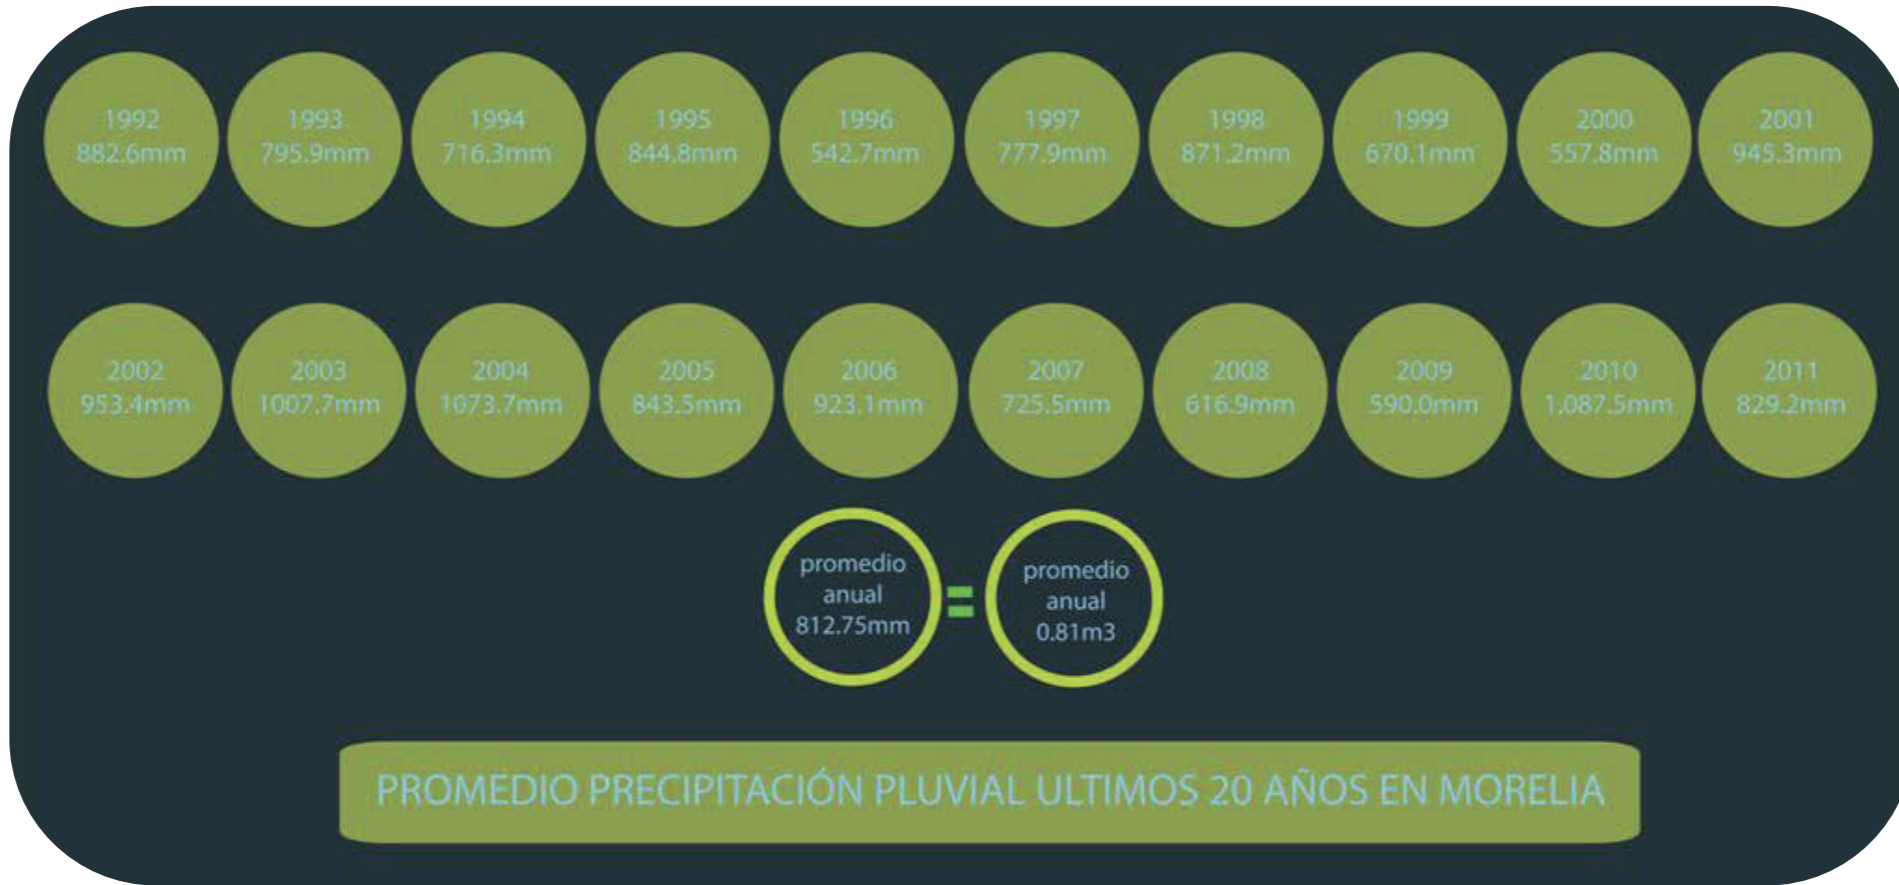 1992
882.6mm
1993
795.9mm
1994
716.3mm
1995
844.8mm
1996
542.7mm
1997
777.9mm
1998
871.2mm
1999
670.1mm
2000
557.8mm
2001
945.3mm
2002
953.4mm
2003
1007.7mm
2004
1073.7mm
2005
843.5mm
2006
923.1mm
2007
725.5mm
2008
616.9mm
2009
590.0mm
2010
1,087.5mm
2011
829.2mm
promedio
anual
812.75mm
=
promedio
anual
0.81m3
PROMEDIO PRECIPITACIÓN PLUVIAL ULTIMOS 20 AÑOS EN MORELIA